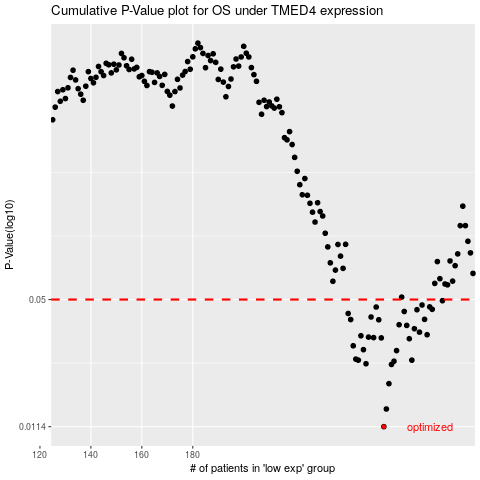 Cumulative P-Value plot for OS under TMED4 expression
P-Value(log10)
0.05
0.0114
optimized
120
140
160
180
# of patients in 'low exp' group